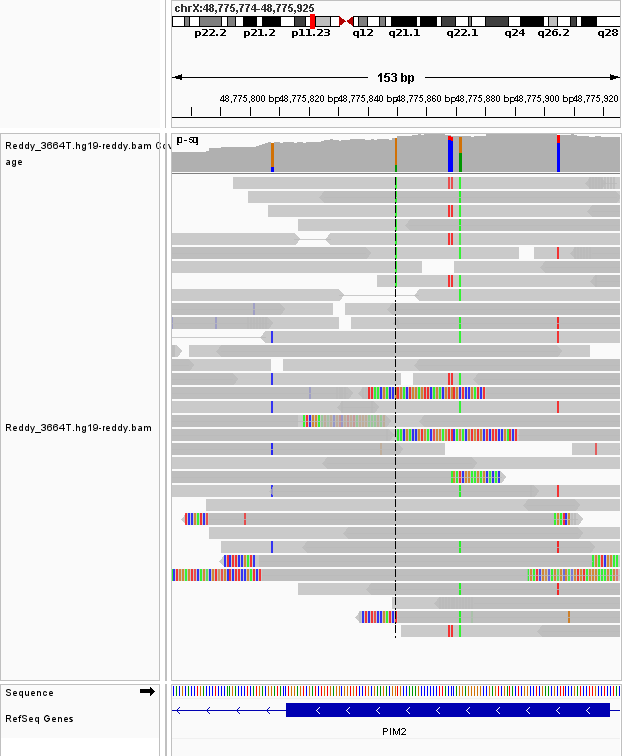 chrX:48,775,774-48,775,925
p22.2 p21.2 p11.23 q12 q21.1 q22.1 q24 q26.2 q28
153 bp
48,775,800 bp 48,775,820 bp 48,775,840 bp 48,775,860 bp 48,775,880 bp 48,775,900 bp 48,775,920
Reddy_3664T.hg19-reddy.bam Cov
age
Reddy_3664T.hg19-reddy.bam
Sequence
RefSeq Genes
PIM2